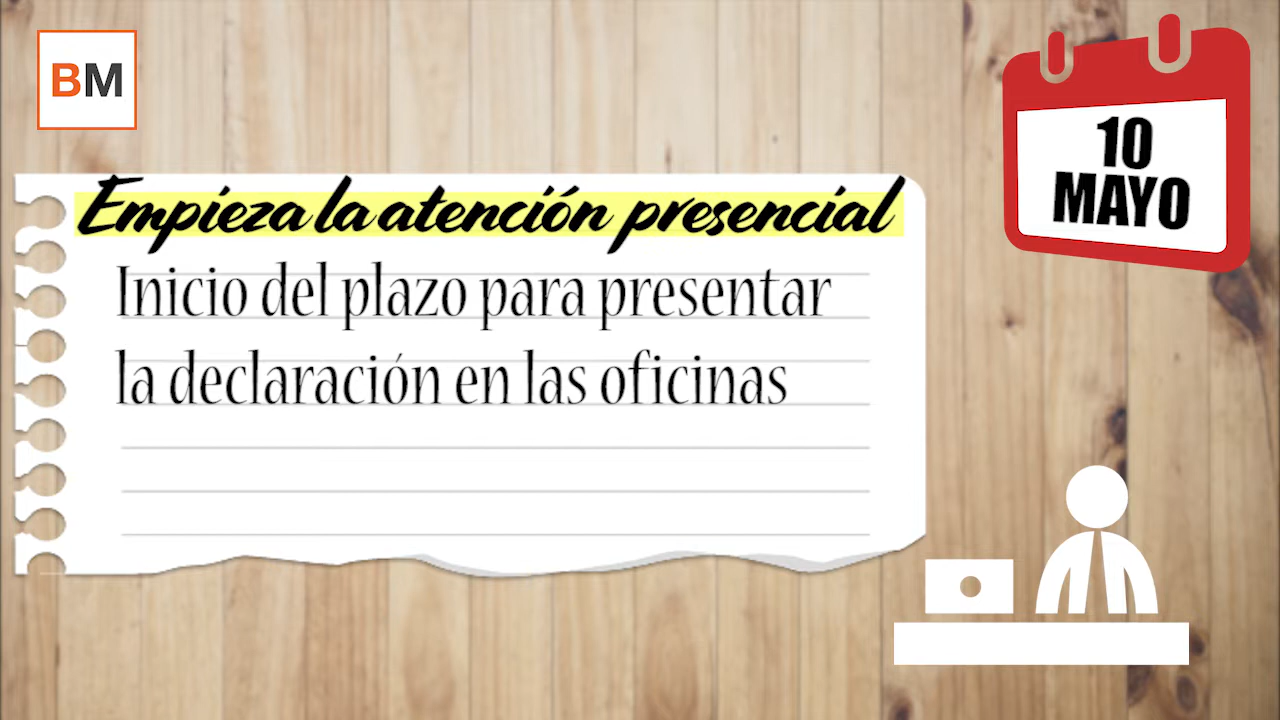 BM
10
MAYO
Empieza la atención presencial
Inicio del plazo para presentar
la declaración en las oficinas